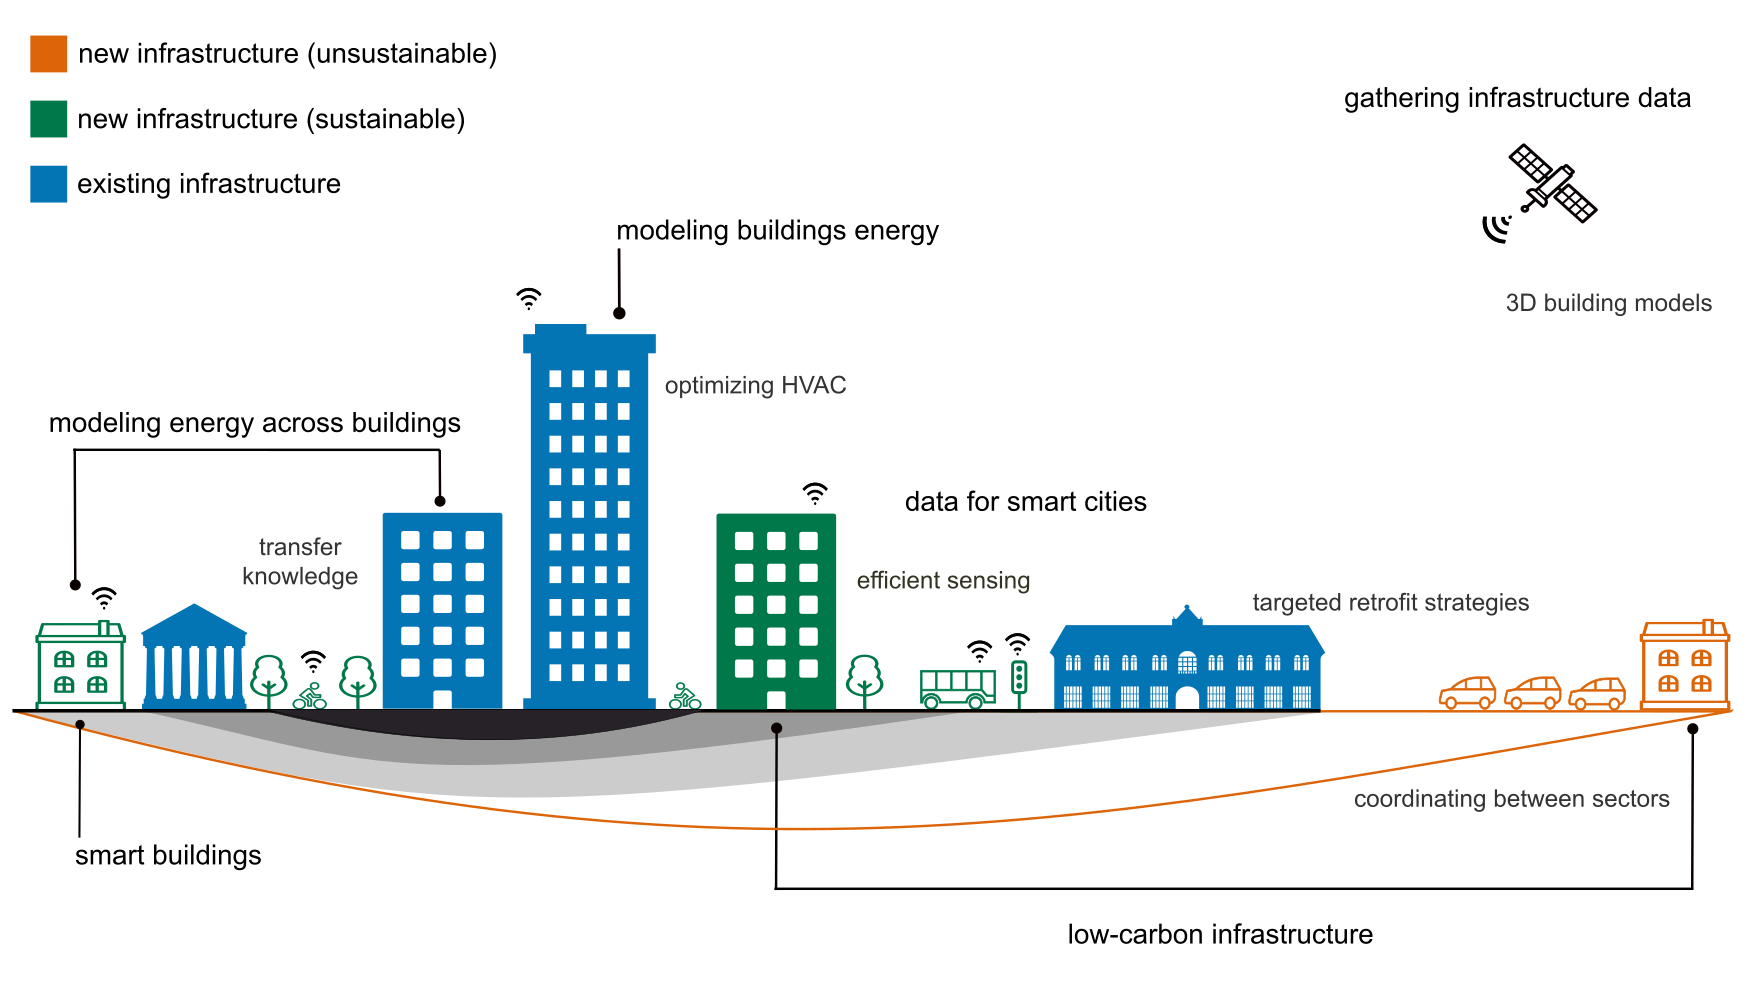 new infrastructure (unsustainable)
new infrastructure (sustainable)
existing infrastructure
gathering infrastructure data
3D building models
modeling buildings energy
optimizing HVAC
modeling energy across buildings
transfer
knowledge
data for smart cities
efficient sensing
targeted retrofit strategies
coordinating between sectors
smart buildings
low-carbon infrastructure